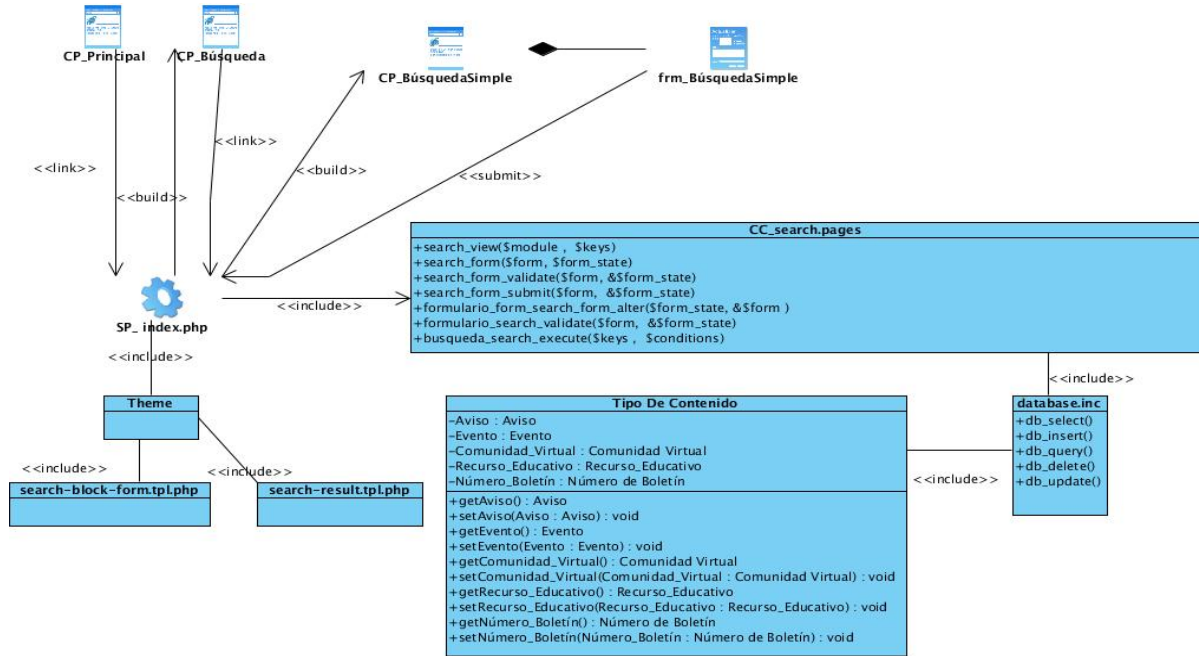 CP_Principal
CP_Búsqueda
CP_BúsquedaSimple
frm_BúsquedaSimple
<<link>>
<<build>>
<<link>>
<<build>>
<<submit>>
SP_ index.php
<<include>>
CC_search.pages
+search_view($module , $keys)
+search_form($form, $form_state)
+search_form_validate($form, &$form_state)
+search_form_submit($form, &$form_state)
+formulario_form_search_form_alter($form_state, &$form )
+formulario_search_validate($form, &$form_state)
+busqueda_search_execute($keys , $conditions)
<<include>>
<<include>>
Theme
<<include>>
<<include>>
search-block-form.tpl.php
search-result.tpl.php
Tipo De Contenido
-Aviso : Aviso
-Evento : Evento
-Comunidad_Virtual : Comunidad Virtual
-Recurso_Educativo : Recurso_Educativo
-Número_Boletín : Número de Boletín
+getAviso() : Aviso
+setAviso(Aviso : Aviso) : void
+getEvento() : Evento
+setEvento(Evento : Evento) : void
+getComunidad_Virtual() : Comunidad Virtual
+setComunidad_Virtual(Comunidad_Virtual : Comunidad Virtual) : void
+getRecurso_Educativo() : Recurso_Educativo
+setRecurso_Educativo(Recurso_Educativo : Recurso_Educativo) : void
+getNúmero_Boletín() : Número de Boletín
+setNúmero_Boletín(Número_Boletín : Número de Boletín) : void
<<include>>
database.inc
+db_select()
+db_insert()
+db_query()
+db_delete()
+db_update()